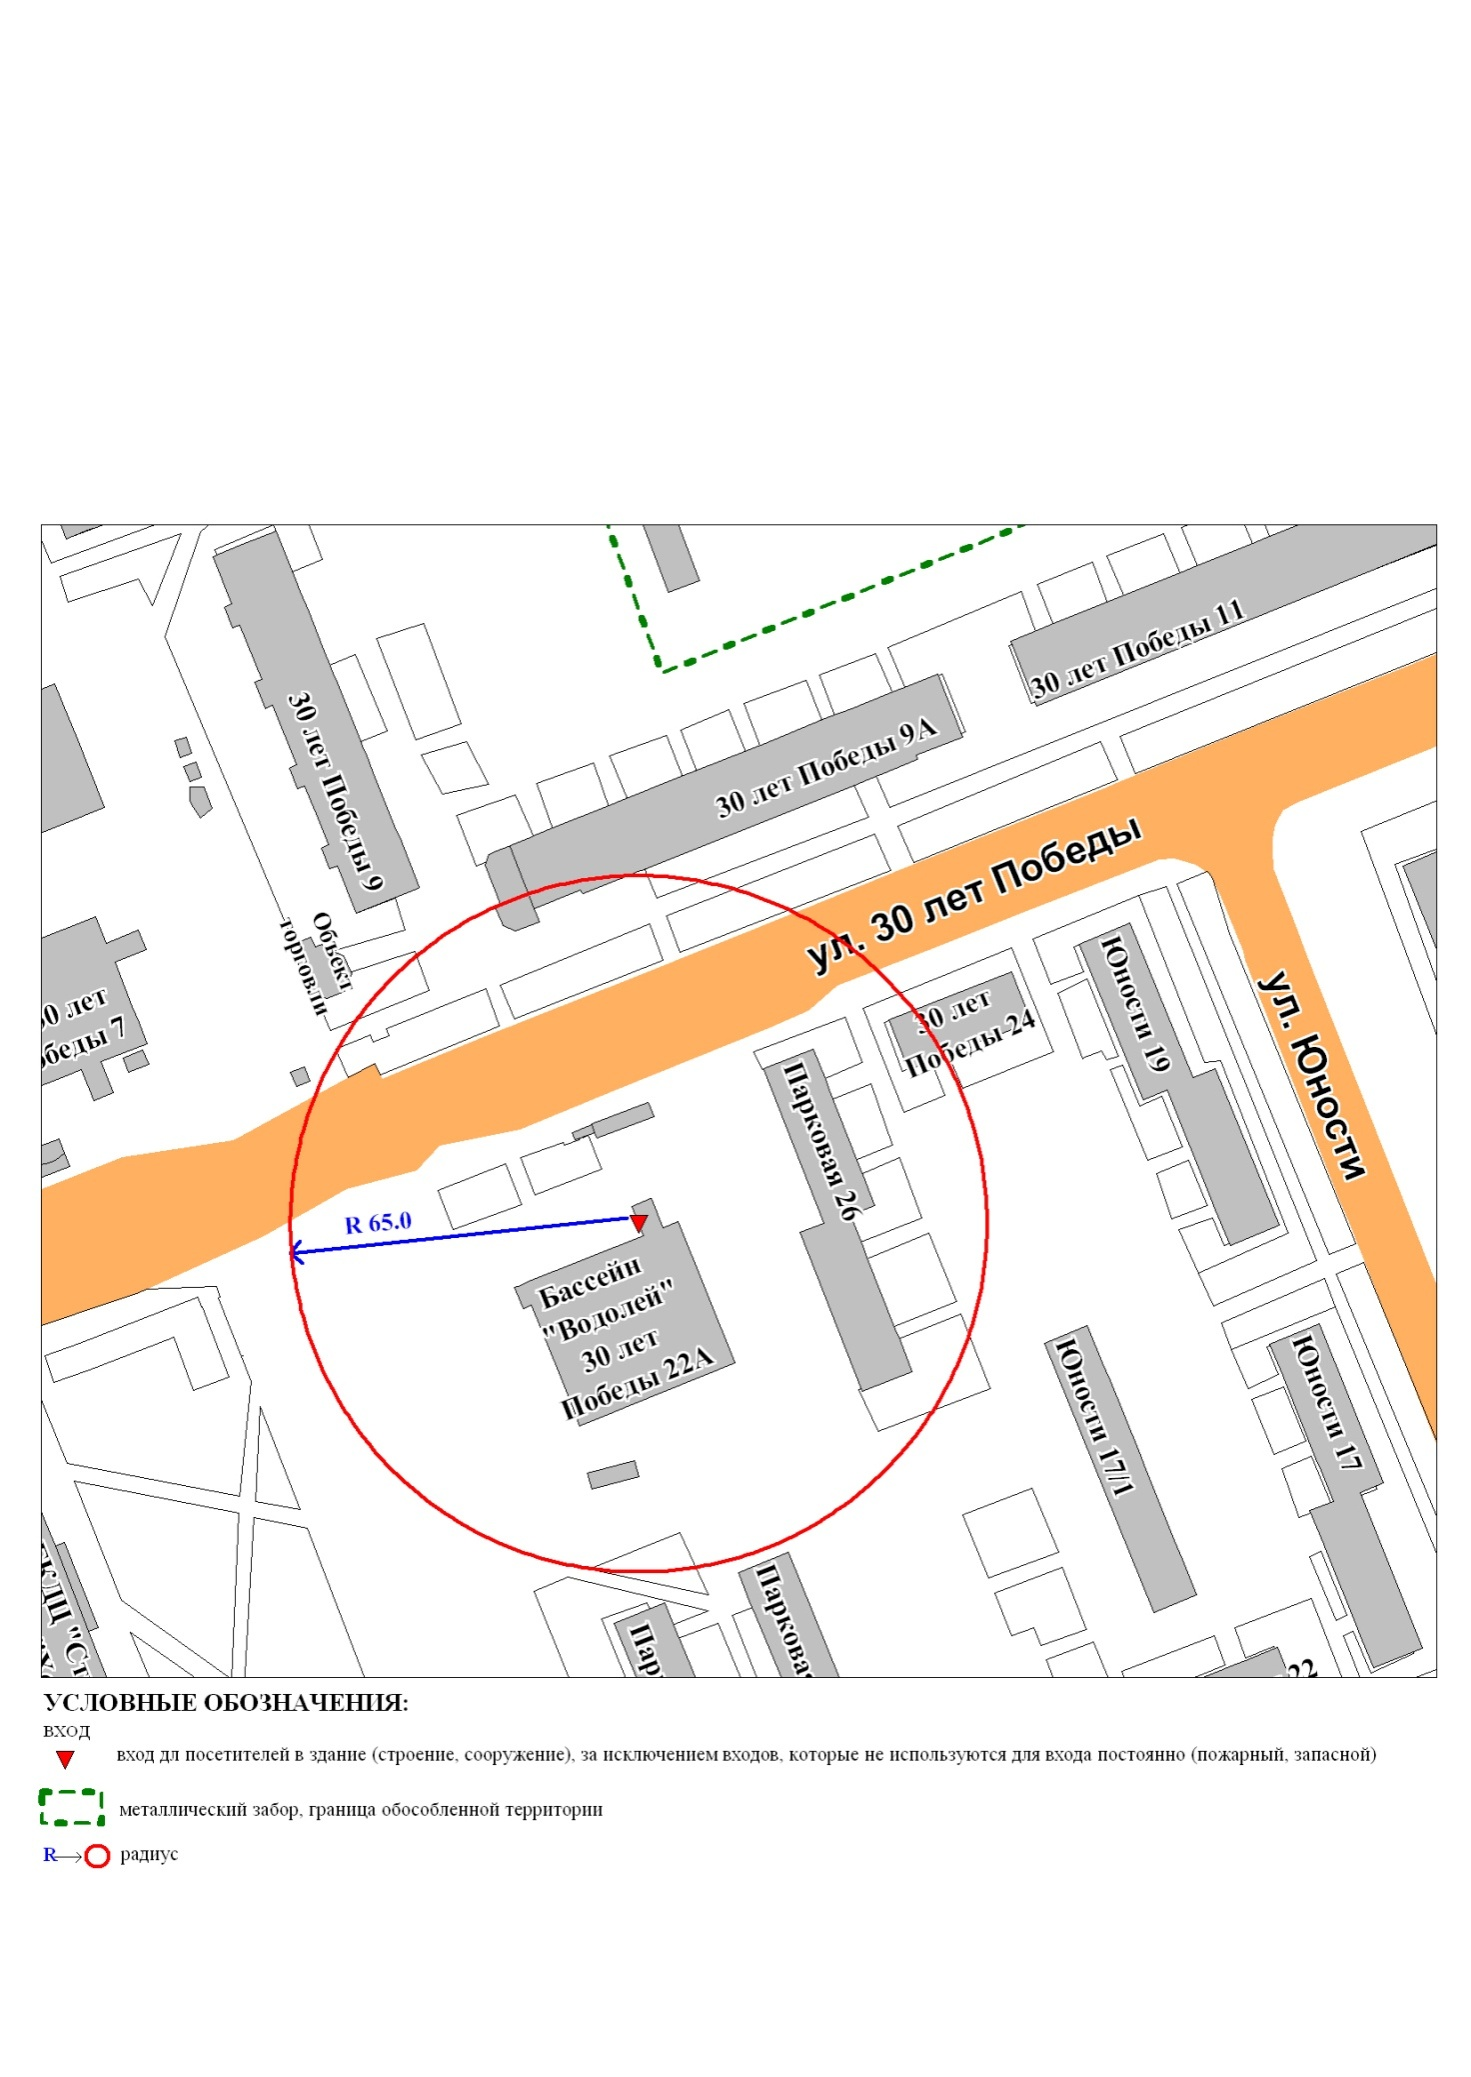 30 лет Победы 11
30 лет Победы 9А
30 лет Победы 9
ул. 30 лет Победы
Объект
торговли
30 лет
Победы 24
Юности 19
ул. Юности
лет
7
Парковая 26
R 65.0
Бассейн
"Водолей"
30 лет
Победы 22А
Юности 17/1
Юности 17
КДЦ "Ст
Пар
Паркова
22
УСЛОВНЫЕ ОБОЗНАЧЕНИЯ:
вход
вход дл посетителей в здание (строение, сооружение), за исключением входов, которые не используются для входа постоянно (пожарный, запасной)
металлический забор, граница обособленной территории
R
радиус